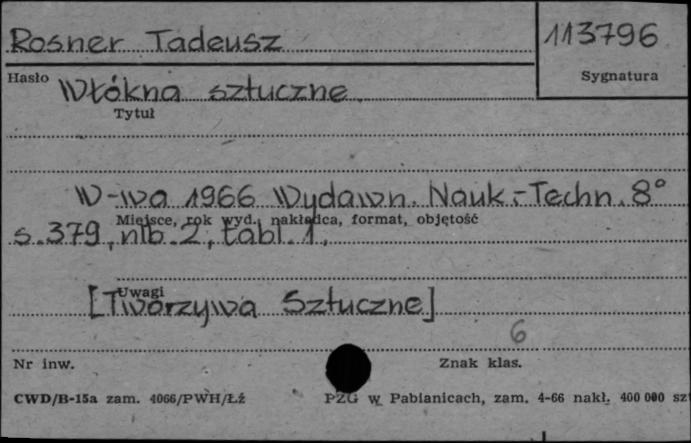 Rosner Tadeusz 113796
Hasło Sygnatura
Włókna sztuczne
Tytuł
W-wa 1966 Wydawn. Nauk.-Techn. 8°
Miejsce, rok wyd., nakładca, format, objętość
s. 379, nlb. 2, tabl. 1,
Uwagi
[Tworzywa Sztuczne]
6
Nr inw. Znak klas.
CWD/B-15a zam. 4066/PWH/Łź PZG w Pabianicach, zam. 4-66 nakł. 400 000 szt